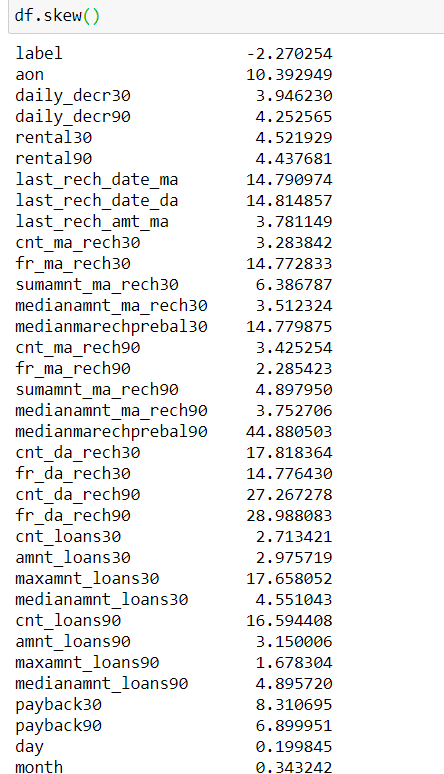 df.skew()
label -2.270254
aon 10.392949
daily_decr30 3.946230
daily_decr90 4.252565
rental30 4.521929
rental90 4.437681
last_rech_date_ma 14.790974
last_rech_date_da 14.814857
last_rech_amt_ma 3.781149
cnt_ma_rech30 3.283842
fr_ma_rech30 14.772833
sumamnt_ma_rech30 6.386787
medianamnt_ma_rech30 3.512324
medianmarechprebal30 14.779875
cnt_ma_rech90 3.425254
fr_ma_rech90 2.285423
sumamnt_ma_rech90 4.897950
medianamnt_ma_rech90 3.752706
medianmarechprebal90 44.880503
cnt_da_rech30 17.818364
fr_da_rech30 14.776430
cnt_da_rech90 27.267278
fr_da_rech90 28.988083
cnt_loans30 2.713421
amnt_loans30 2.975719
maxamnt_loans30 17.658052
medianamnt_loans30 4.551043
cnt_loans90 16.594408
amnt_loans90 3.150006
maxamnt_loans90 1.678304
medianamnt_loans90 4.895720
payback30 8.310695
payback90 6.899951
day 0.199845
month 0.343242